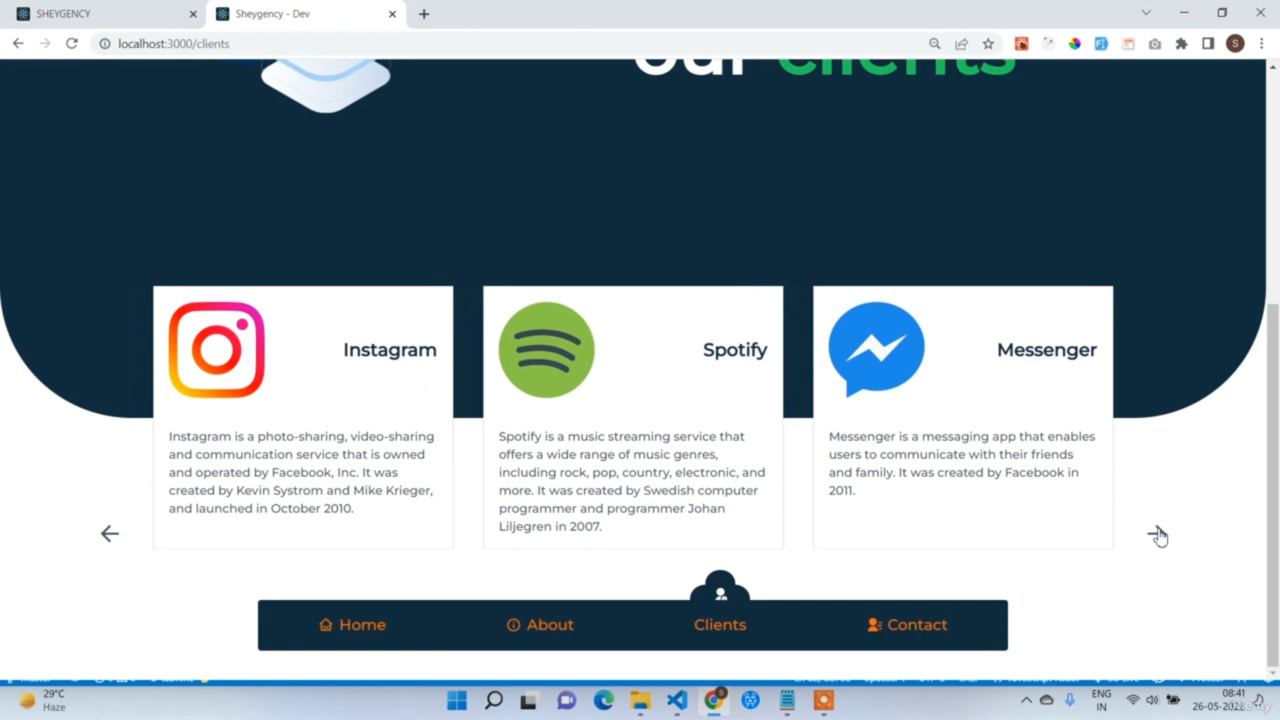 SHEYGENCY
Sheygency - Dev
localhost:3000/clients
S
our clients
Instagram
Instagram is a photo-sharing, video-sharing
and communication service that is owned
and operated by Facebook, Inc. It was
created by Kevin Systrom and Mike Krieger,
and launched in October 2010.
Spotify
Spotify is a music streaming service that
offers a wide range of music genres,
including rock, pop, country, electronic, and
more. It was created by Swedish computer
programmer and programmer Johan
Liljegren in 2007.
Messenger
Messenger is a messaging app that enables
users to communicate with their friends
and family. It was created by Facebook in
2011.
Home
About
Clients
Contact
29°C
Haze
ENG
IN
08:41
26-05-2022